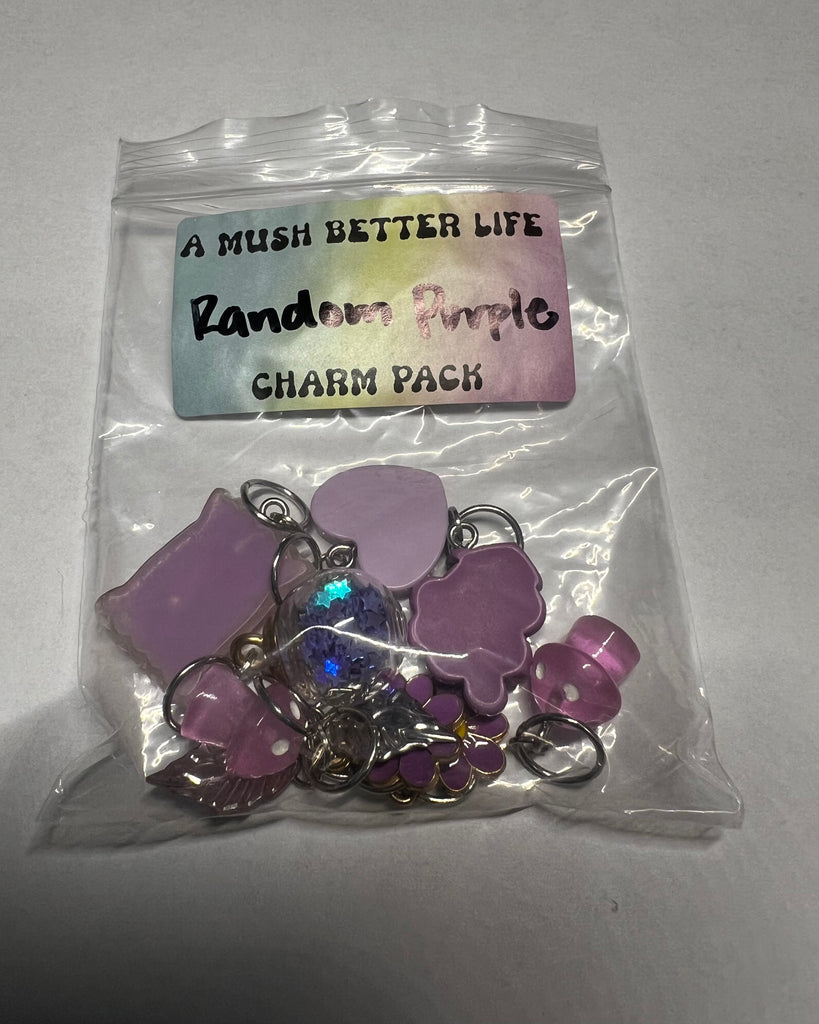 A MUSH BETTER LIFE
Random Purple
CHARM PACK